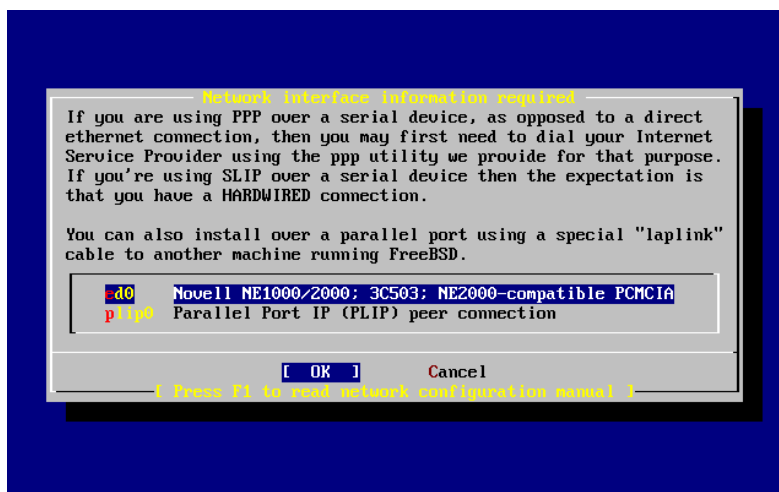 Network interface information required
If you are using PPP over a serial device, as opposed to a direct
ethernet connection, then you may first need to dial your Internet
Service Provider using the ppp utility we provide for that purpose.
If you're using SLIP over a serial device then the expectation is
that you have a HARDWIRED connection.
You can also install over a parallel port using a special "laplink"
cable to another machine running FreeBSD.
ed0 Novell NE1000/2000; 3C503; NE2000-compatible PCMCIA
plip0 Parallel Port IP (PLIP) peer connection
[ OK ] Cancel
[ Press F1 to read network configuration manual ]